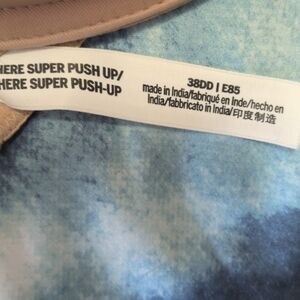 HERE SUPER PUSH UP/
HERE SUPER PUSH-UP
38DD | E85
made in India/fabriqué en Inde/hecho en
India/fabbricato in India/印度制造